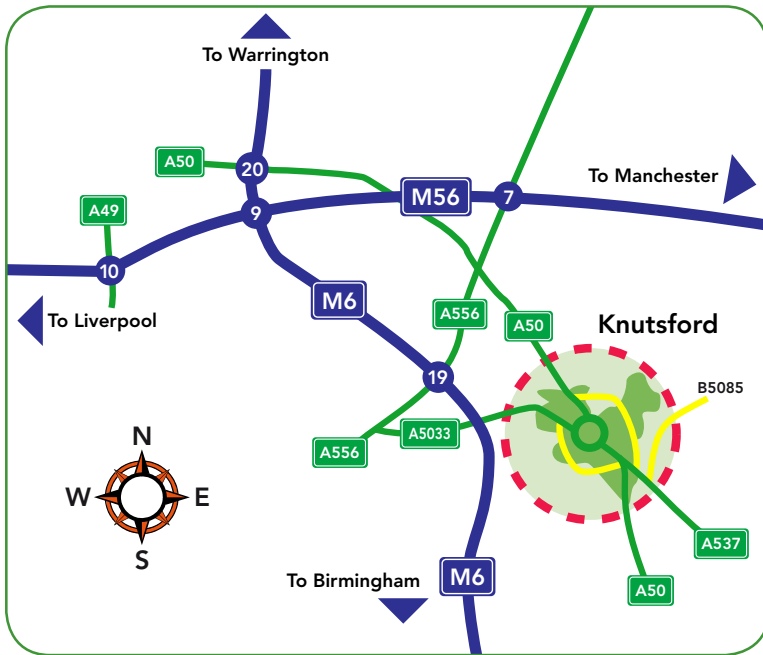 To Warrington
A50
20
To Manchester
M56
7
A49
9
10
M6
To Liverpool
A556
A50
Knutsford
19
B5085
A5033
A556
N
W
E
S
A537
To Birmingham
M6
A50